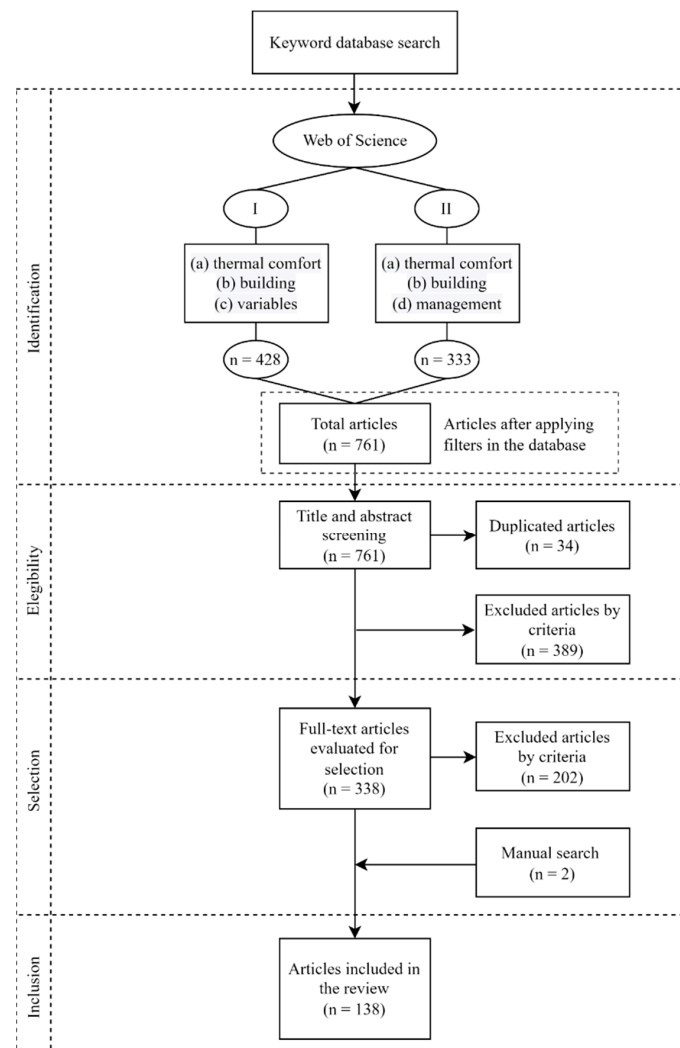 Keyword database search
Identification
Web of Science
I
II
(a) thermal comfort
(b) building
(c) variables
(a) thermal comfort
(b) building
(d) management
n = 428
n = 333
Total articles
(n = 761)
Articles after applying
filters in the database
Elegibility
Title and abstract
screening
(n = 761)
Duplicated articles
(n = 34)
Excluded articles by
criteria
(n = 389)
Selection
Full-text articles
evaluated for
selection
(n = 338)
Excluded articles
by criteria
(n = 202)
Manual search
(n = 2)
Inclusion
Articles included in
the review
(n = 138)